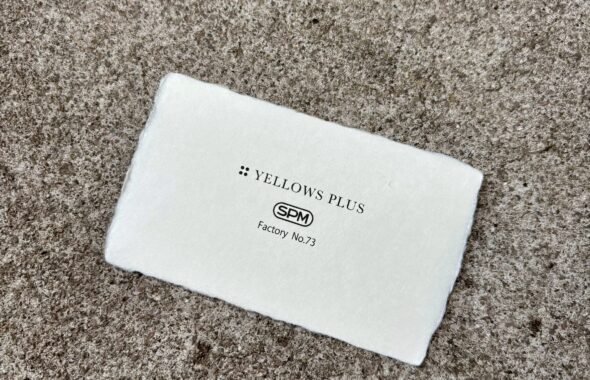 YELLOWS PLUS
SPM
Factory No.73